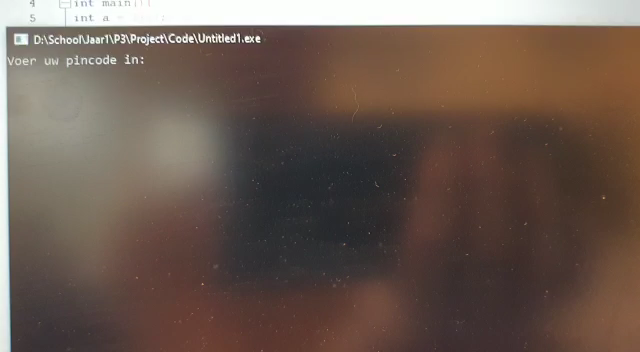 4 int main()
5 int a =
D:\School\Jaar1\P3\Project\Code\Untitled1.exe
Voer uw pincode in: